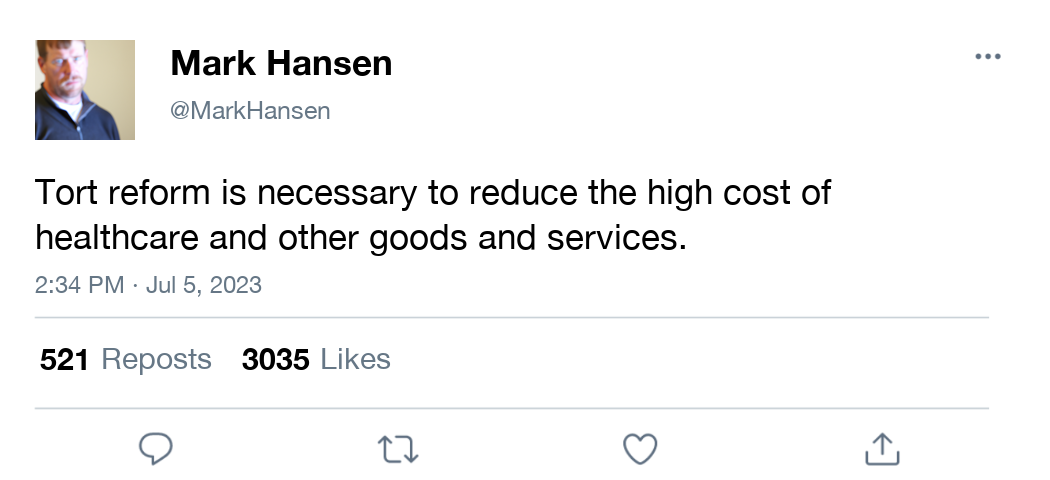 Mark Hansen
@MarkHansen
Tort reform is necessary to reduce the high cost of
healthcare and other goods and services.
2:34 PM · Jul 5, 2023
521 Reposts 3035 Likes